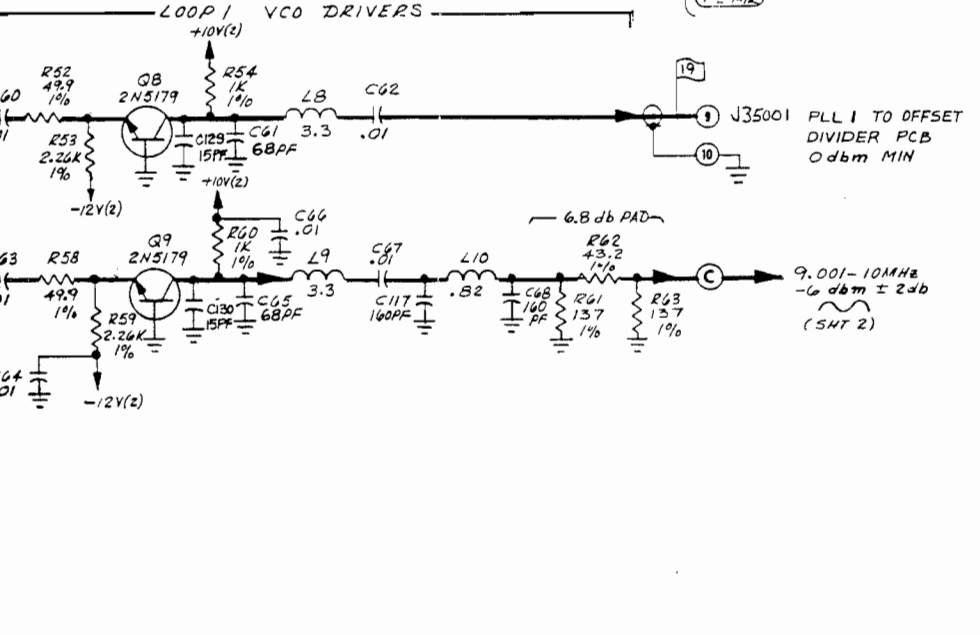 LOOP 1 VCO DRIVERS
+10V(2)
R52
49.9
1%
Q8
2N5179
R54
1K
1%
L8
3.3
C62
.01
19
9
J35001
PLL 1 TO OFFSET
DIVIDER PCB
0 dbm MIN
10
R53
2.26K
1%
-12V(2)
C129
15PF
C61
68PF
+10V(2)
C66
.01
R60
1K
1%
R58
49.9
1%
Q9
2N5179
L9
3.3
C67
.01
L10
.82
6.8 db PAD
R62
43.2
1%
C
9.001-10MHz
-6 dbm ± 2db
(SHT 2)
R59
2.26K
1%
-12V(2)
C130
15PF
C65
68PF
C117
160PF
C68
160
PF
R61
137
1%
R63
137
1%